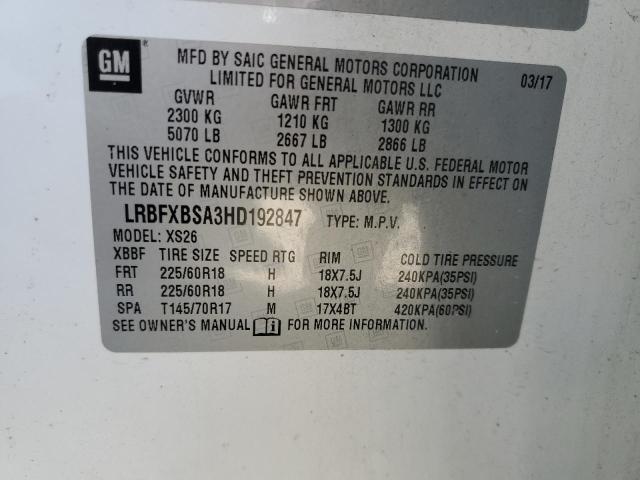 GM
MFD BY SAIC GENERAL MOTORS CORPORATION
LIMITED FOR GENERAL MOTORS LLC
03/17
GVWR GAWR FRT GAWR RR
2300 KG 1210 KG 1300 KG
5070 LB 2667 LB 2866 LB
THIS VEHICLE CONFORMS TO ALL APPLICABLE U.S. FEDERAL MOTOR
VEHICLE SAFETY AND THEFT PREVENTION STANDARDS IN EFFECT ON
THE DATE OF MANUFACTURE SHOWN ABOVE.
LRBFXBSA3HD192847 TYPE: M.P.V.
MODEL: XS26
XBBF TIRE SIZE SPEED RTG RIM COLD TIRE PRESSURE
FRT 225/60R18 H 18X7.5J 240KPA(35PSI)
RR 225/60R18 H 18X7.5J 240KPA(35PSI)
SPA T145/70R17 M 17X4BT 420KPA(60PSI)
SEE OWNER'S MANUAL FOR MORE INFORMATION.